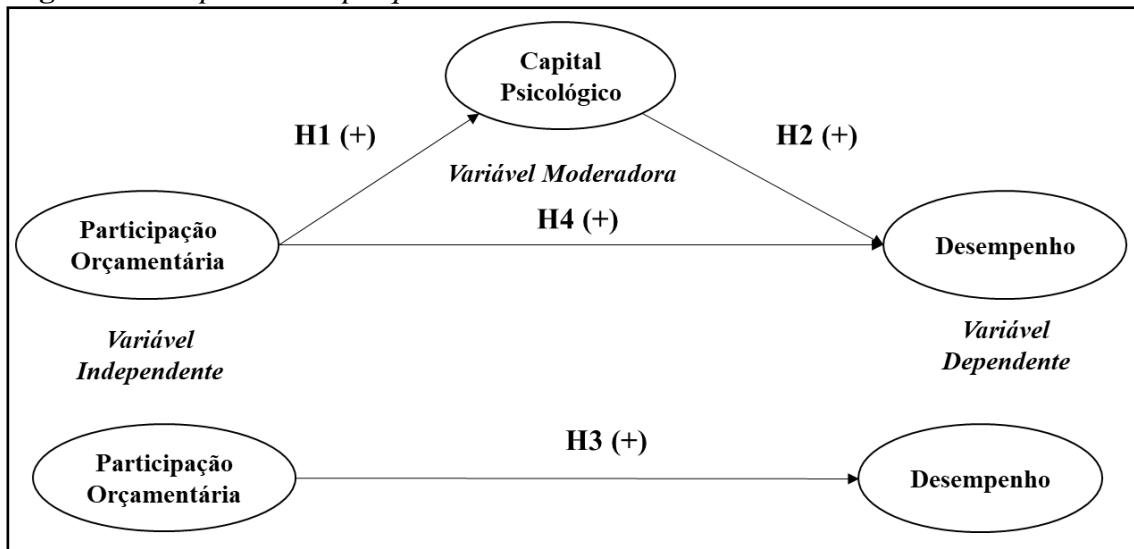 Capital
Psicológico
H1 (+)
H2 (+)
Variável Moderadora
Participação
Orçamentária
H4 (+)
Desempenho
Variável
Independente
Variável
Dependente
Participação
Orçamentária
H3 (+)
Desempenho